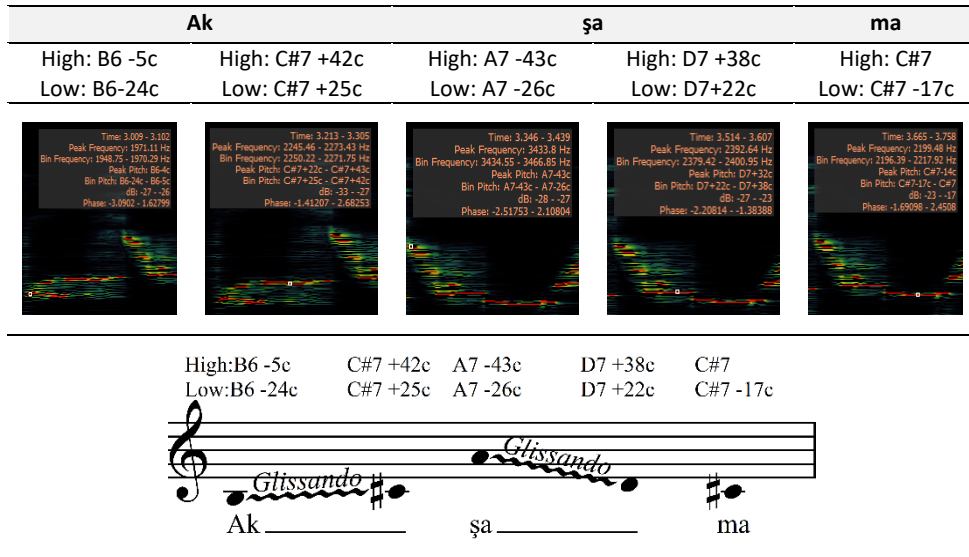 Ak şa ma
High: B6 -5c High: C#7 +42c High: A7 -43c High: D7 +38c High: C#7
Low: B6-24c Low: C#7 +25c Low: A7 -26c Low: D7+22c Low: C#7 -17c
Time: 3.009 - 3.102
Peak Frequency: 1971.11 Hz
Bin Frequency: 1948.75 - 1970.29 Hz
Peak Pitch: B6-4c
Bin Pitch: B6-24c - B6-5c
dB: -27 - -26
Phase: -3.0902 - 1.62799
Time: 3.213 - 3.305
Peak Frequency: 2245.46 - 2273.43 Hz
Bin Frequency: 2250.22 - 2271.75 Hz
Peak Pitch: C#7+22c - C#7+43c
Bin Pitch: C#7+25c - C#7+42c
dB: -33 - -27
Phase: -1.41207 - 2.68253
Time: 3.346 - 3.439
Peak Frequency: 3433.8 Hz
Bin Frequency: 3434.55 - 3466.85 Hz
Peak Pitch: A7-43c
Bin Pitch: A7-43c - A7-26c
dB: -28 - -27
Phase: -2.51753 - 2.10804
Time: 3.514 - 3.607
Peak Frequency: 2392.64 Hz
Bin Frequency: 2379.42 - 2400.95 Hz
Peak Pitch: D7+32c
Bin Pitch: D7+22c - D7+38c
dB: -27 - -23
Phase: -2.20814 - -1.38388
Time: 3.665 - 3.758
Peak Frequency: 2199.48 Hz
Bin Frequency: 2196.39 - 2217.92 Hz
Peak Pitch: C#7-14c
Bin Pitch: C#7-17c - C#7
dB: -23 - -17
Phase: -1.69098 - 2.4508
High:B6 -5c C#7 +42c A7 -43c D7 +38c C#7
Low:B6 -24c C#7 +25c A7 -26c D7 +22c C#7 -17c
Glissando Glissando
Ak şa ma